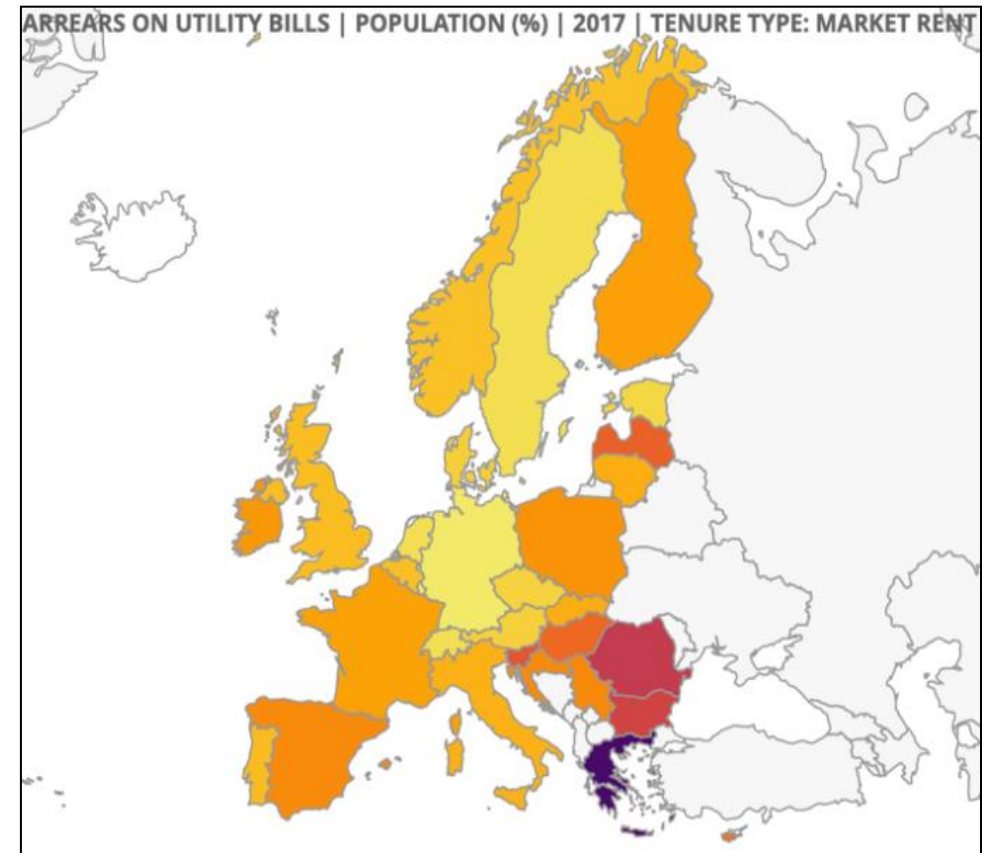 ARREARS ON UTILITY BILLS | POPULATION (%) | 2017 | TENURE TYPE: MARKET RENT